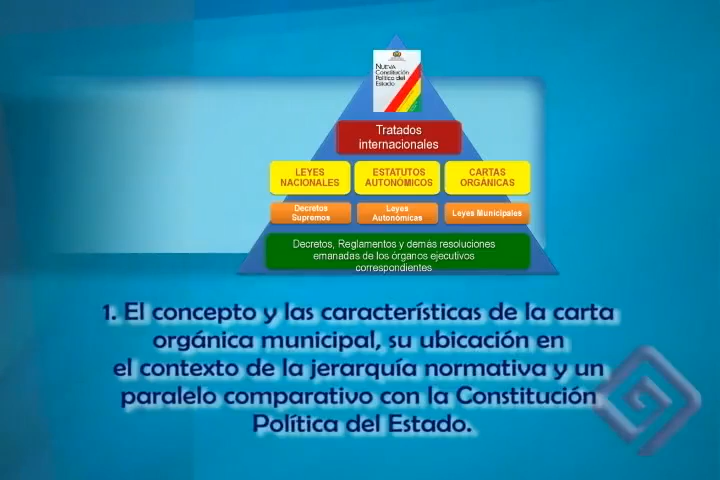 NUEVA
Constitución
Política del
Estado
Tratados
internacionales
LEYES
NACIONALES
ESTATUTOS
AUTONÓMICOS
CARTAS
ORGÁNICAS
Decretos
Supremos
Leyes
Autonómicas
Leyes Municipales
Decretos, Reglamentos y demás resoluciones
emanadas de los órganos ejecutivos
correspondientes
1. El concepto y las características de la carta
orgánica municipal, su ubicación en
el contexto de la jerarquía normativa y un
paralelo comparativo con la Constitución
Política del Estado.